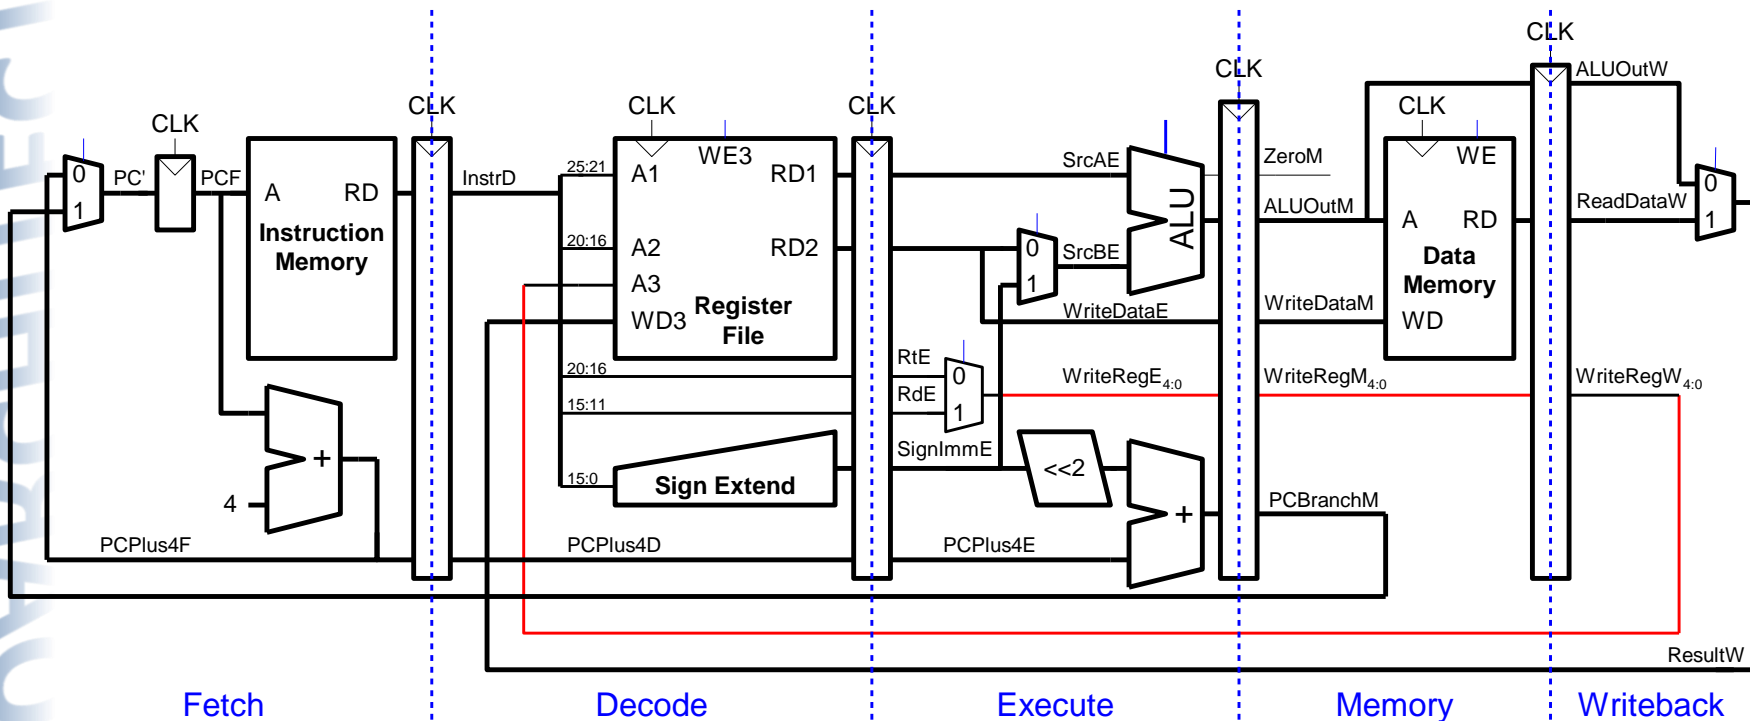 CLK
CLK
CLK
CLK
CLK
CLK
CLK
ALUOutW
0
1
PC'
PCF
A
RD
Instruction
Memory
InstrD
25:21
A1
WE3
RD1
20:16
A2
RD2
A3
WD3
Register
File
SrcAE
0
1
SrcBE
ALU
ZeroM
ALUOutM
A
WE
RD
Data
Memory
WD
ReadDataW
0
1
WriteDataE
WriteDataM
20:16
RtE
0
15:11
RdE
1
WriteRegE4:0
WriteRegM4:0
WriteRegW4:0
SignImmE
15:0
Sign Extend
<<2
+
4
+
PCBranchM
PCPlus4F
PCPlus4D
PCPlus4E
ResultW
Fetch
Decode
Execute
Memory
Writeback